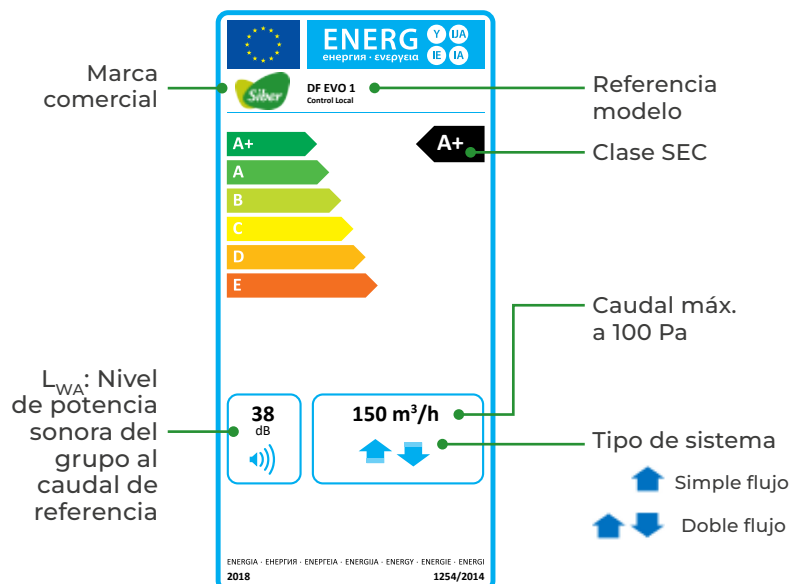 ENERG
енергия · ενεργεια
Y IJA
IE IA
Marca
comercial
Siber
DF EVO 1
Control Local
Referencia
modelo
A+
A+
Clase SEC
A
B
C
D
E
Caudal máx.
a 100 Pa
LWA: Nivel
de potencia
sonora del
grupo al
caudal de
referencia
38
dB
150 m³/h
Tipo de sistema
Simple flujo
Doble flujo
ENERGIA · ЕНЕРГИЯ · ΕΝΕΡΓΕΙΑ · ENERGIJA · ENERGY · ENERGIE · ENERGI
2018
1254/2014